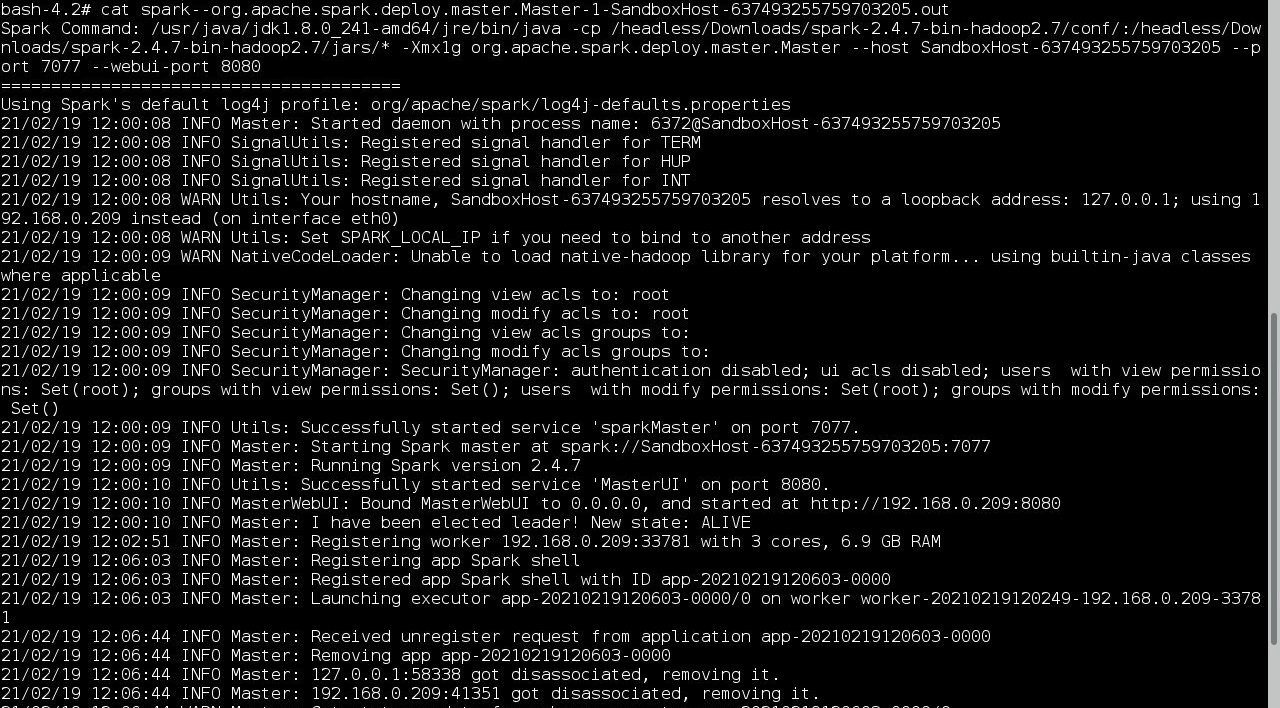 bash-4.2# cat spark--org.apache.spark.deploy.master.Master-1-SandboxHost-637493255759703205.out
Spark Command: /usr/java/jdk1.8.0_241-amd64/jre/bin/java -cp /headless/Downloads/spark-2.4.7-bin-hadoop2.7/conf/:/headless/Dow
nloads/spark-2.4.7-bin-hadoop2.7/jars/* -Xmx1g org.apache.spark.deploy.master.Master --host SandboxHost-637493255759703205 --p
ort 7077 --webui-port 8080
========================================
Using Spark's default log4j profile: org/apache/spark/log4j-defaults.properties
21/02/19 12:00:08 INFO Master: Started daemon with process name: 6372@SandboxHost-637493255759703205
21/02/19 12:00:08 INFO SignalUtils: Registered signal handler for TERM
21/02/19 12:00:08 INFO SignalUtils: Registered signal handler for HUP
21/02/19 12:00:08 INFO SignalUtils: Registered signal handler for INT
21/02/19 12:00:08 WARN Utils: Your hostname, SandboxHost-637493255759703205 resolves to a loopback address: 127.0.0.1; using 1
92.168.0.209 instead (on interface eth0)
21/02/19 12:00:08 WARN Utils: Set SPARK_LOCAL_IP if you need to bind to another address
21/02/19 12:00:09 WARN NativeCodeLoader: Unable to load native-hadoop library for your platform... using builtin-java classes
where applicable
21/02/19 12:00:09 INFO SecurityManager: Changing view acls to: root
21/02/19 12:00:09 INFO SecurityManager: Changing modify acls to: root
21/02/19 12:00:09 INFO SecurityManager: Changing view acls groups to:
21/02/19 12:00:09 INFO SecurityManager: Changing modify acls groups to:
21/02/19 12:00:09 INFO SecurityManager: SecurityManager: authentication disabled; ui acls disabled; users  with view permissio
ns: Set(root); groups with view permissions: Set(); users  with modify permissions: Set(root); groups with modify permissions:
 Set()
21/02/19 12:00:09 INFO Utils: Successfully started service 'sparkMaster' on port 7077.
21/02/19 12:00:09 INFO Master: Starting Spark master at spark://SandboxHost-637493255759703205:7077
21/02/19 12:00:09 INFO Master: Running Spark version 2.4.7
21/02/19 12:00:10 INFO Utils: Successfully started service 'MasterUI' on port 8080.
21/02/19 12:00:10 INFO MasterWebUI: Bound MasterWebUI to 0.0.0.0, and started at http://192.168.0.209:8080
21/02/19 12:00:10 INFO Master: I have been elected leader! New state: ALIVE
21/02/19 12:02:51 INFO Master: Registering worker 192.168.0.209:33781 with 3 cores, 6.9 GB RAM
21/02/19 12:06:03 INFO Master: Registering app Spark shell
21/02/19 12:06:03 INFO Master: Registered app Spark shell with ID app-20210219120603-0000
21/02/19 12:06:03 INFO Master: Launching executor app-20210219120603-0000/0 on worker worker-20210219120249-192.168.0.209-3378
1
21/02/19 12:06:44 INFO Master: Received unregister request from application app-20210219120603-0000
21/02/19 12:06:44 INFO Master: Removing app app-20210219120603-0000
21/02/19 12:06:44 INFO Master: 127.0.0.1:58338 got disassociated, removing it.
21/02/19 12:06:44 INFO Master: 192.168.0.209:41351 got disassociated, removing it.